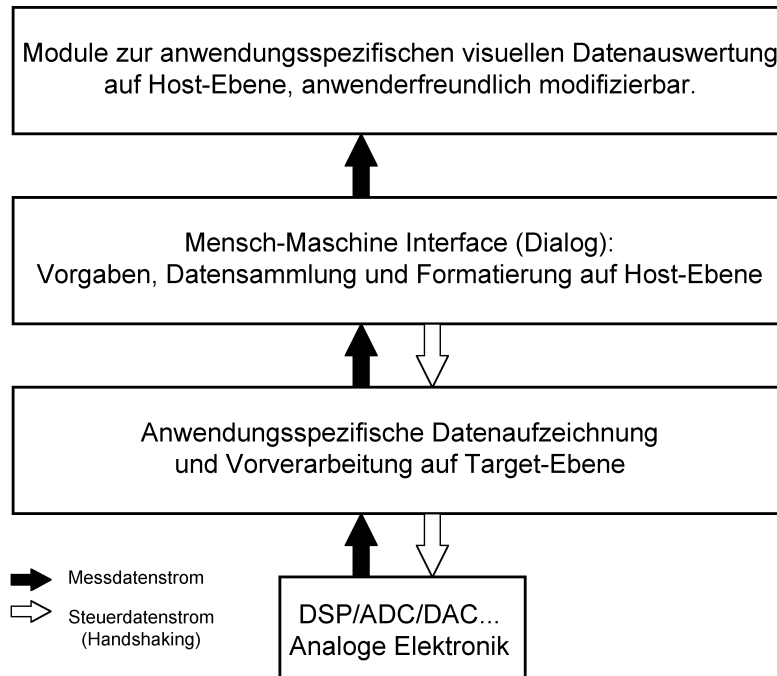 Module zur anwendungsspezifischen visuellen Datenauswertung
auf Host-Ebene, anwenderfreundlich modifizierbar.
Mensch-Maschine Interface (Dialog):
Vorgaben, Datensammlung und Formatierung auf Host-Ebene
Anwendungsspezifische Datenaufzeichnung
und Vorverarbeitung auf Target-Ebene
Messdatenstrom
Steuerdatenstrom
(Handshaking)
DSP/ADC/DAC...
Analoge Elektronik